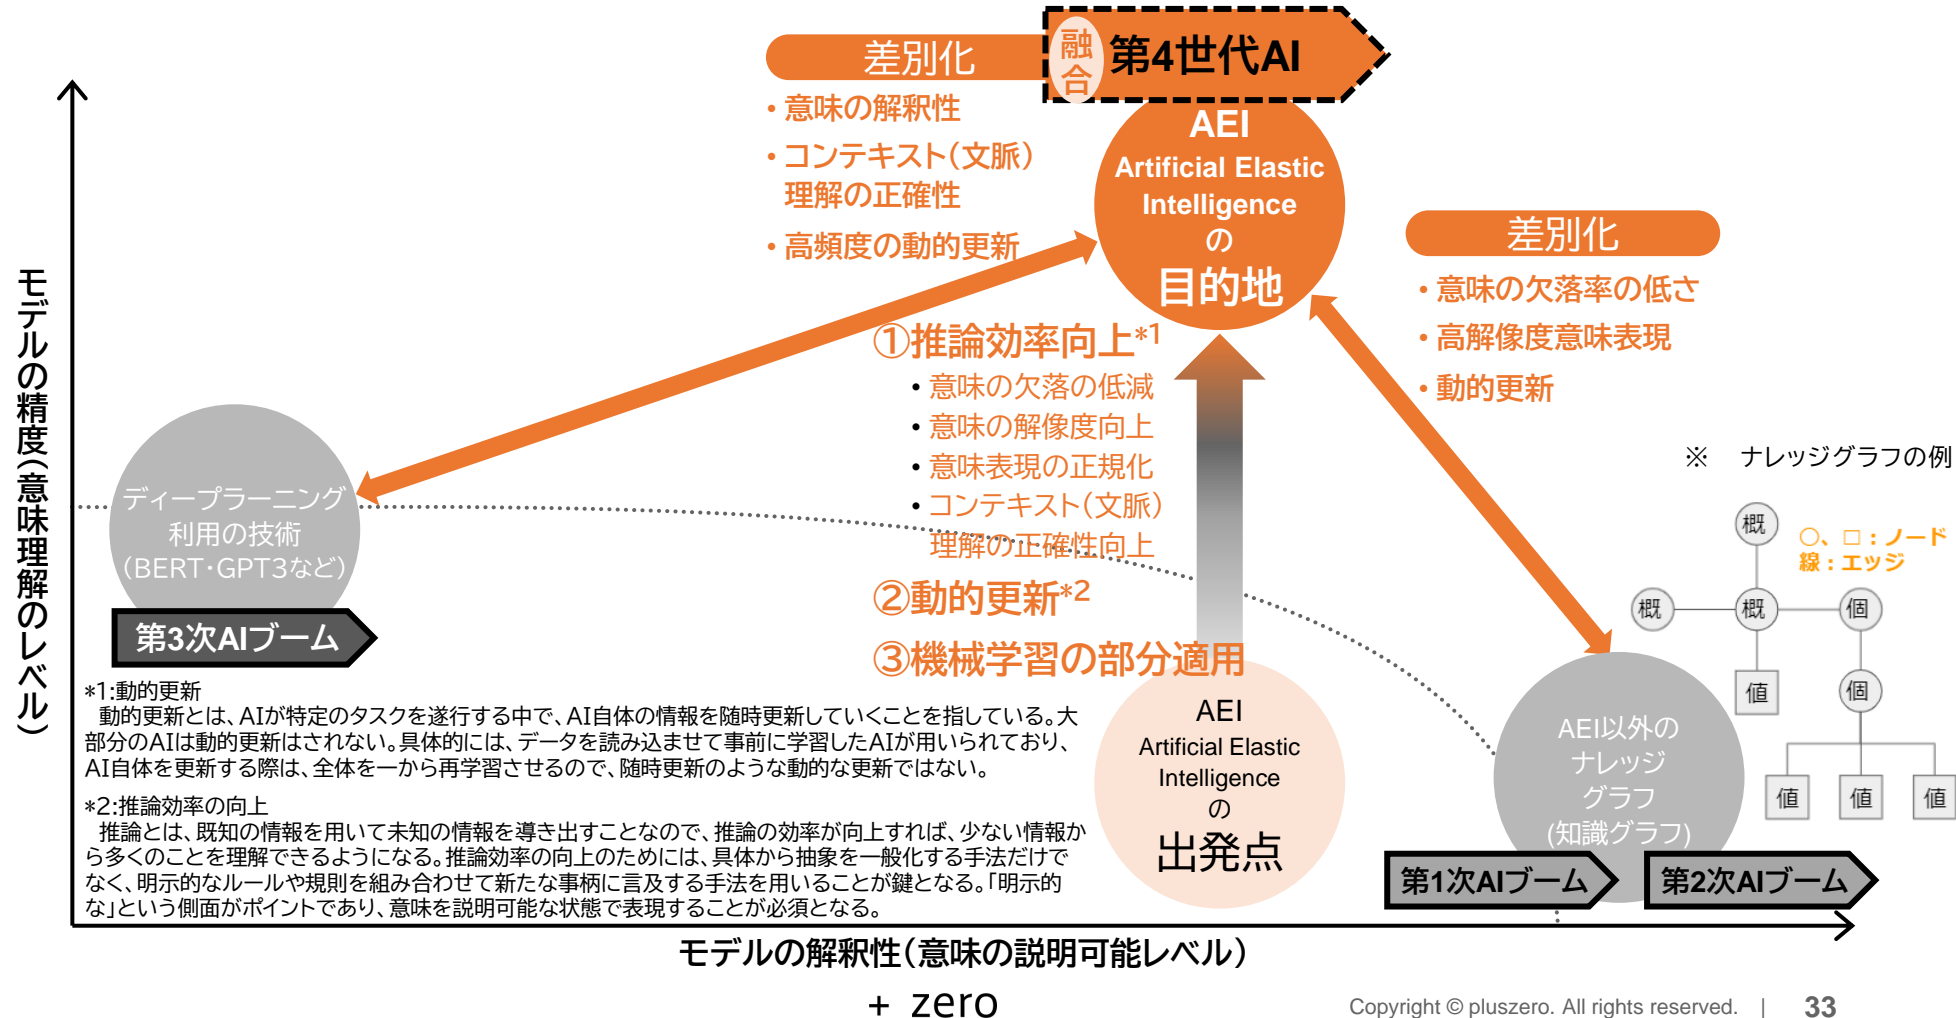 差別化
融合
第4世代AI
・意味の解釈性
・コンテキスト(文脈)
理解の正確性
・高頻度の動的更新
AEI
Artificial Elastic
Intelligence
の
目的地
差別化
・意味の欠落率の低さ
・高解像度意味表現
・動的更新
モデルの精度(意味理解のレベル)
①推論効率向上*1
・意味の欠落の低減
・意味の解像度向上
・意味表現の正規化
・コンテキスト(文脈)
理解の正確性向上
②動的更新*2
③機械学習の部分適用
ディープラーニング
利用の技術
(BERT・GPT3など)
第3次AIブーム
※ ナレッジグラフの例
概
○、□:ノード
線:エッジ
概
概
個
値
個
値
値
値
*1:動的更新
動的更新とは、AIが特定のタスクを遂行する中で、AI自体の情報を随時更新していくことを指している。大
部分のAIは動的更新はされない。具体的には、データを読み込ませて事前に学習したAIが用いられており、
AI自体を更新する際は、全体を一から再学習させるので、随時更新のような動的な更新ではない。
*2:推論効率の向上
推論とは、既知の情報を用いて未知の情報を導き出すことなので、推論の効率が向上すれば、少ない情報か
ら多くのことを理解できるようになる。推論効率の向上のためには、具体から抽象を一般化する手法だけで
なく、明示的なルールや規則を組み合わせて新たな事柄に言及する手法を用いることが鍵となる。「明示的
な」という側面がポイントであり、意味を説明可能な状態で表現することが必須となる。
AEI
Artificial Elastic
Intelligence
の
出発点
AEI以外の
ナレッジ
グラフ
(知識グラフ)
第1次AIブーム
第2次AIブーム
モデルの解釈性(意味の説明可能レベル)
+ zero
Copyright © pluszero. All rights reserved. | 33